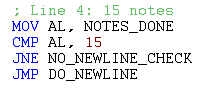 ; Line 4: 15 notes
MOV AL, NOTES_DONE
CMP AL, 15
JNE NO_NEWLINE_CHECK
JMP DO_NEWLINE